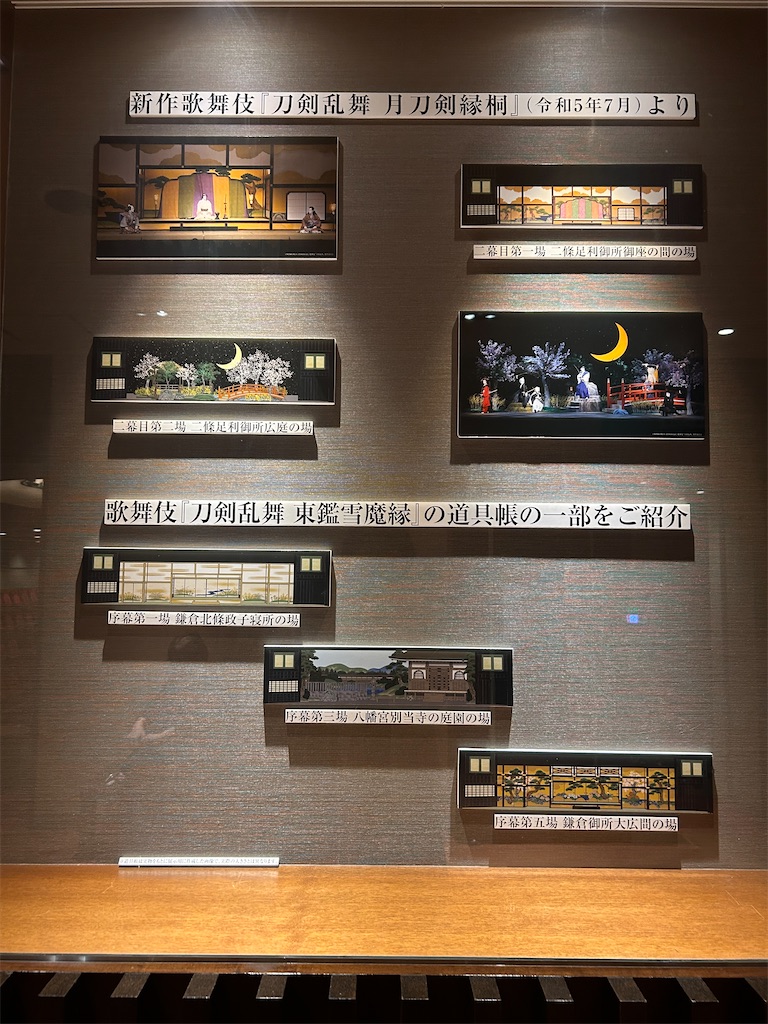 新作歌舞伎『刀剣乱舞 月刀剣縁桐』(令和5年7月)より
二幕目第一場 二條足利御所御座の間の場
二幕目第二場 二條足利御所広庭の場
歌舞伎『刀剣乱舞 東鑑雪魔縁』の道具帳の一部をご紹介
序幕第一場 鎌倉北條政子寝所の場
序幕第三場 八幡宮別当寺の庭園の場
序幕第五場 鎌倉御所大広間の場